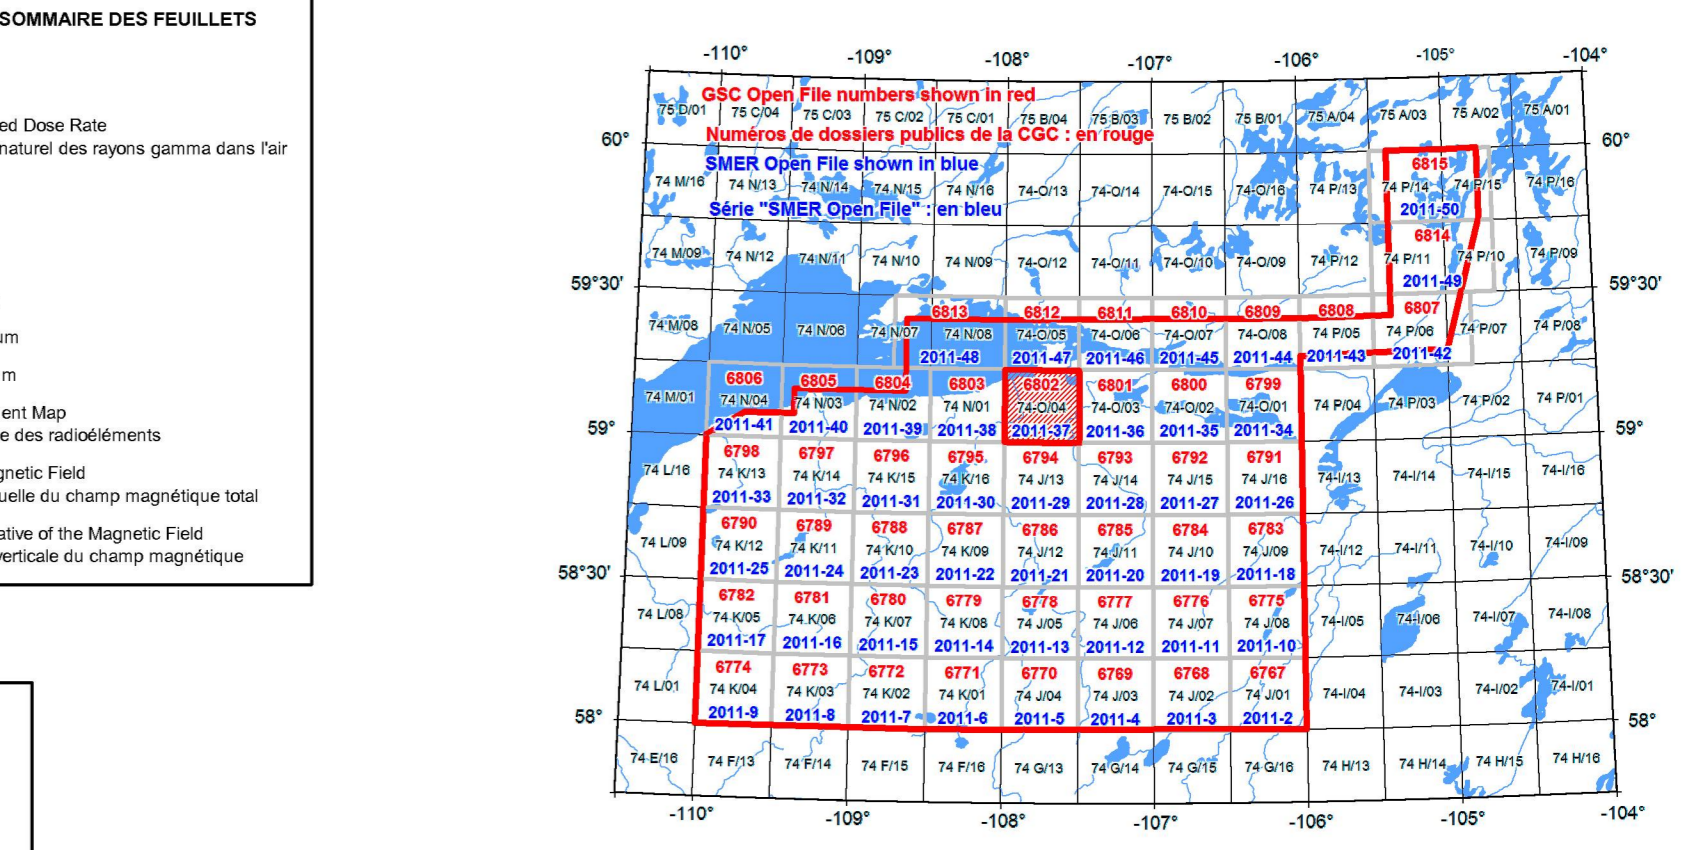 SOMMAIRE DES FEUILLETS
ed Dose Rate
naturel des rayons gamma dans l'air
um
m
ent Map
e des radioéléments
gnetic Field
uelle du champ magnétique total
ative of the Magnetic Field
verticale du champ magnétique
-110° -109° -108° -107° -106° -105° -104°
GSC Open File numbers shown in red
75 D/01 75 C/04 75 C/03 75 C/02 75 C/01 75 B/04 75 B/03 75 B/02 75 B/01 75 A/04 75 A/03 75 A/02 75 A/01
Numéros de dossiers publics de la CGC : en rouge
60° 60°
SMER Open File shown in blue
6815
74 M/16 74 N/13 74 N/14 74 N/15 74 N/16 74-O/13 74-O/14 74-O/15 74-O/16 74 P/13 74 P/14 74 P/15 74 P/16
Série "SMER Open File" : en bleu
2011-50
6814
74 M/09 74 N/12 74 N/11 74 N/10 74 N/09 74-O/12 74-O/11 74-O/10 74-O/09 74 P/12 74 P/11 74 P/10 74 P/09
2011-49
59°30' 59°30'
6813 6812 6811 6810 6809 6808 6807
74 M/08 74 N/05 74 N/06 74 N/07 74 N/08 74-O/05 74-O/06 74-O/07 74-O/08 74 P/05 74 P/06 74 P/07 74 P/08
2011-48 2011-47 2011-46 2011-45 2011-44 2011-43 2011-42
6806 6805 6804 6803 6802 6801 6800 6799
74 M/01 74 N/04 74 N/03 74 N/02 74 N/01 74-O/04 74-O/03 74-O/02 74-O/01 74 P/04 74 P/03 74 P/02 74 P/01
2011-41 2011-40 2011-39 2011-38 2011-37 2011-36 2011-35 2011-34
59° 59°
6798 6797 6796 6795 6794 6793 6792 6791
74 L/16 74 K/13 74 K/14 74 K/15 74 K/16 74 J/13 74 J/14 74 J/15 74 J/16 74-I/13 74-I/14 74-I/15 74-I/16
2011-33 2011-32 2011-31 2011-30 2011-29 2011-28 2011-27 2011-26
6790 6789 6788 6787 6786 6785 6784 6783
74 L/09 74 K/12 74 K/11 74 K/10 74 K/09 74 J/12 74 J/11 74 J/10 74 J/09 74-I/12 74-I/11 74-I/10 74-I/09
2011-25 2011-24 2011-23 2011-22 2011-21 2011-20 2011-19 2011-18
58°30' 58°30'
6782 6781 6780 6779 6778 6777 6776 6775
74 L/08 74 K/05 74 K/06 74 K/07 74 K/08 74 J/05 74 J/06 74 J/07 74 J/08 74-I/05 74-I/06 74-I/07 74-I/08
2011-17 2011-16 2011-15 2011-14 2011-13 2011-12 2011-11 2011-10
6774 6773 6772 6771 6770 6769 6768 6767
74 L/01 74 K/04 74 K/03 74 K/02 74 K/01 74 J/04 74 J/03 74 J/02 74 J/01 74-I/04 74-I/03 74-I/02 74-I/01
2011-9 2011-8 2011-7 2011-6 2011-5 2011-4 2011-3 2011-2
58° 58°
74 E/16 74 F/13 74 F/14 74 F/15 74 F/16 74 G/13 74 G/14 74 G/15 74 G/16 74 H/13 74 H/14 74 H/15 74 H/16
-110° -109° -108° -107° -106° -105° -104°